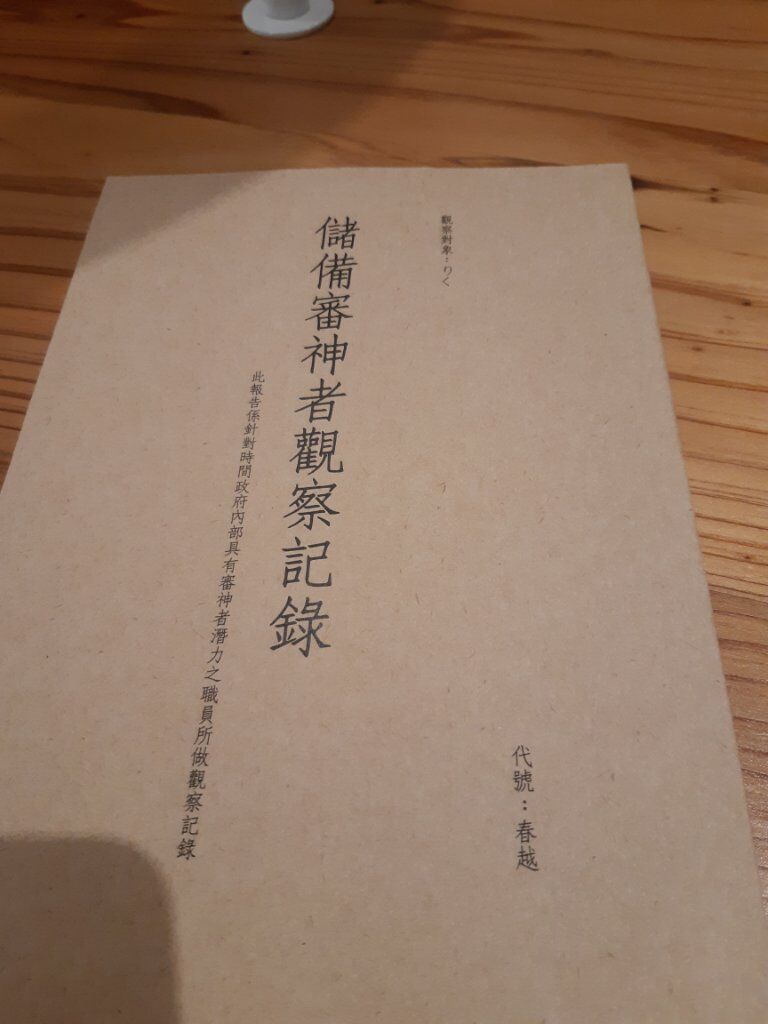 觀察對象：りく
儲備審神者觀察記錄
此報告係針對時間政府內部具有審神者潛力之職員所做觀察記錄
代號：春越